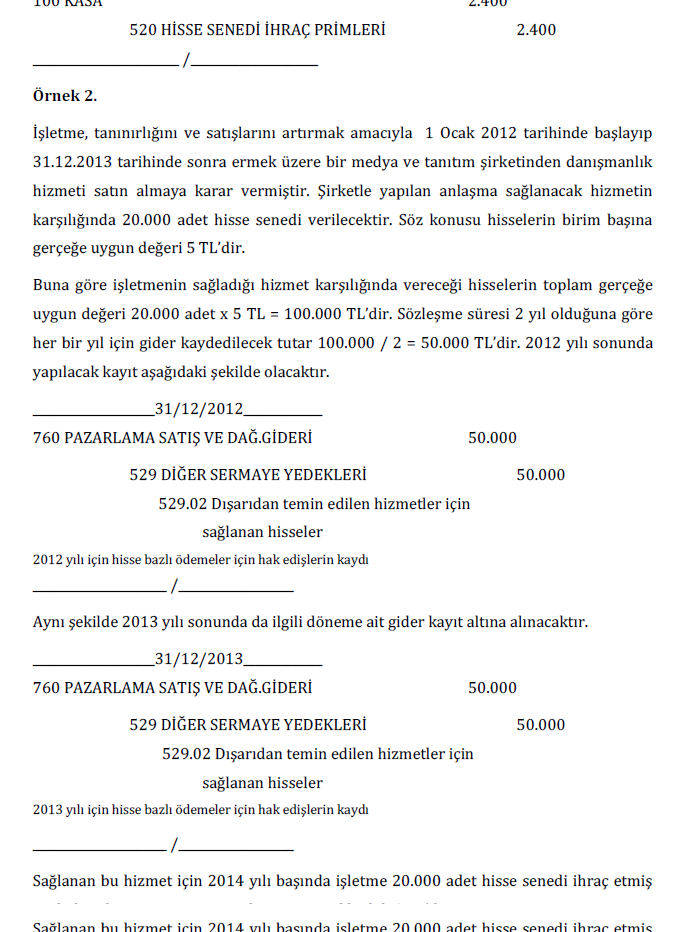 100 KASA 2.400
520 HİSSE SENEDİ İHRAÇ PRİMLERİ 2.400
___________________ /_________________
Örnek 2.
İşletme, tanınırlığını ve satışlarını artırmak amacıyla 1 Ocak 2012 tarihinde başlayıp
31.12.2013 tarihinde sonra ermek üzere bir medya ve tanıtım şirketinden danışmanlık
hizmeti satın almaya karar vermiştir. Şirketle yapılan anlaşma sağlanacak hizmetin
karşılığında 20.000 adet hisse senedi verilecektir. Söz konusu hisselerin birim başına
gerçeğe uygun değeri 5 TL'dir.
Buna göre işletmenin sağladığı hizmet karşılığında vereceği hisselerin toplam gerçeğe
uygun değeri 20.000 adet x 5 TL = 100.000 TL'dir. Sözleşme süresi 2 yıl olduğuna göre
her bir yıl için gider kaydedilecek tutar 100.000 / 2 = 50.000 TL'dir. 2012 yılı sonunda
yapılacak kayıt aşağıdaki şekilde olacaktır.
________________31/12/2012__________
760 PAZARLAMA SATIŞ VE DAĞ.GİDERİ 50.000
529 DİĞER SERMAYE YEDEKLERİ 50.000
529.02 Dışarıdan temin edilen hizmetler için
sağlanan hisseler
2012 yılı için hisse bazlı ödemeler için hak edişlerin kaydı
_________________ /_______________
Aynı şekilde 2013 yılı sonunda da ilgili döneme ait gider kayıt altına alınacaktır.
________________31/12/2013__________
760 PAZARLAMA SATIŞ VE DAĞ.GİDERİ 50.000
529 DİĞER SERMAYE YEDEKLERİ 50.000
529.02 Dışarıdan temin edilen hizmetler için
sağlanan hisseler
2013 yılı için hisse bazlı ödemeler için hak edişlerin kaydı
_________________ /_______________
Sağlanan bu hizmet için 2014 yılı başında işletme 20.000 adet hisse senedi ihraç etmiş
Sağlanan bu hizmet için 2014 yılı başında işletme 20.000 adet hisse senedi ihraç etmiş